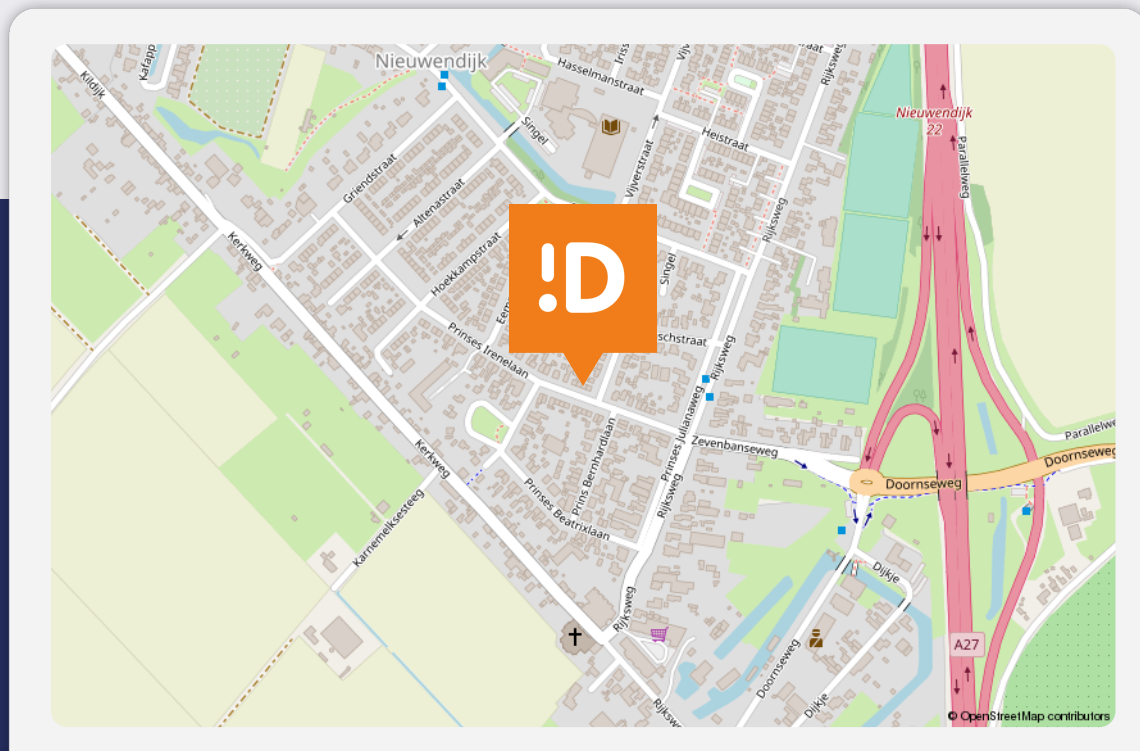 Kildijk
Nieuwendijk
Hasselmanstraat
Rijksweg
Nieuwendijk
22
Parallelweg
Singel
Heistraat
Vijverstraat
Griendstraat
Altenastraat
Rijksweg
Kerkweg
Hoekkampstraat
Singel
!D
Prinses Irenelaan
schstraat
Rijksweg
Prinses Julianaweg
Zevenbanseweg
Parallelwe
Doornseweg
Doornseweg
Kerkweg
Prins Bernhardlaan
Rijksweg
Prinses Beatrixlaan
Karnemelksesteeg
Dijkje
Rijksweg
A27
Doornseweg
Dijkje
Rijksw
© OpenStreetMap contributors